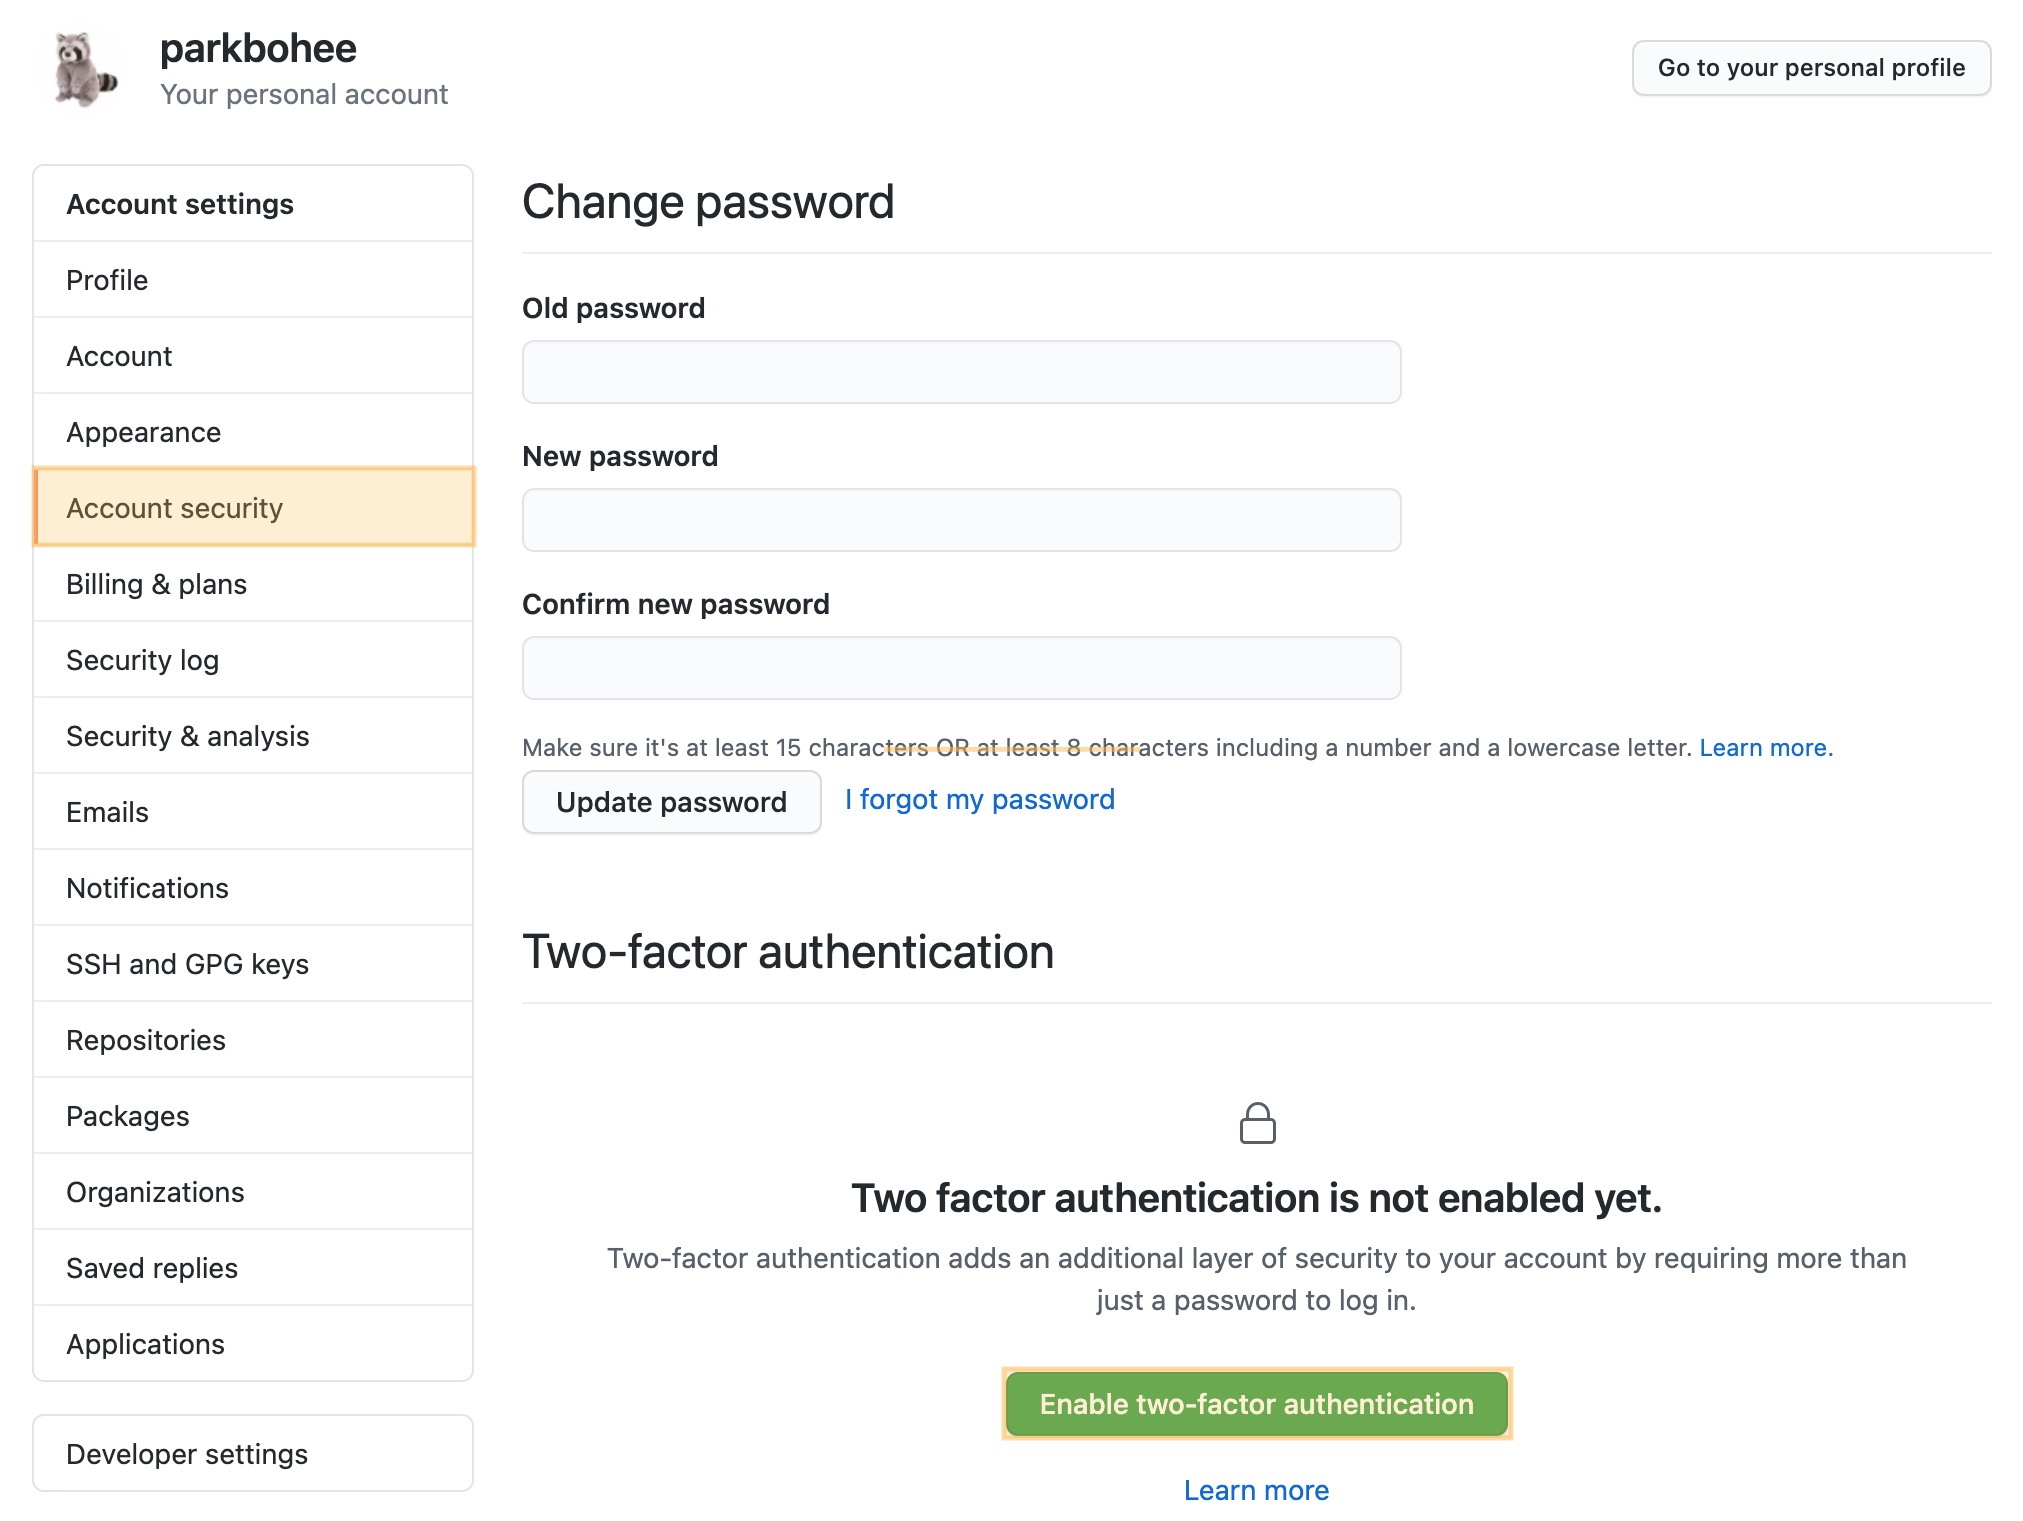 parkbohee
Your personal account
Go to your personal profile
Account settings
Profile
Account
Appearance
Account security
Billing & plans
Security log
Security & analysis
Emails
Notifications
SSH and GPG keys
Repositories
Packages
Organizations
Saved replies
Applications
Developer settings
Change password
Old password
New password
Confirm new password
Make sure it's at least 15 characters OR at least 8 characters including a number and a lowercase letter. Learn more.
Update password I forgot my password
Two-factor authentication
Two factor authentication is not enabled yet.
Two-factor authentication adds an additional layer of security to your account by requiring more than
just a password to log in.
Enable two-factor authentication
Learn more